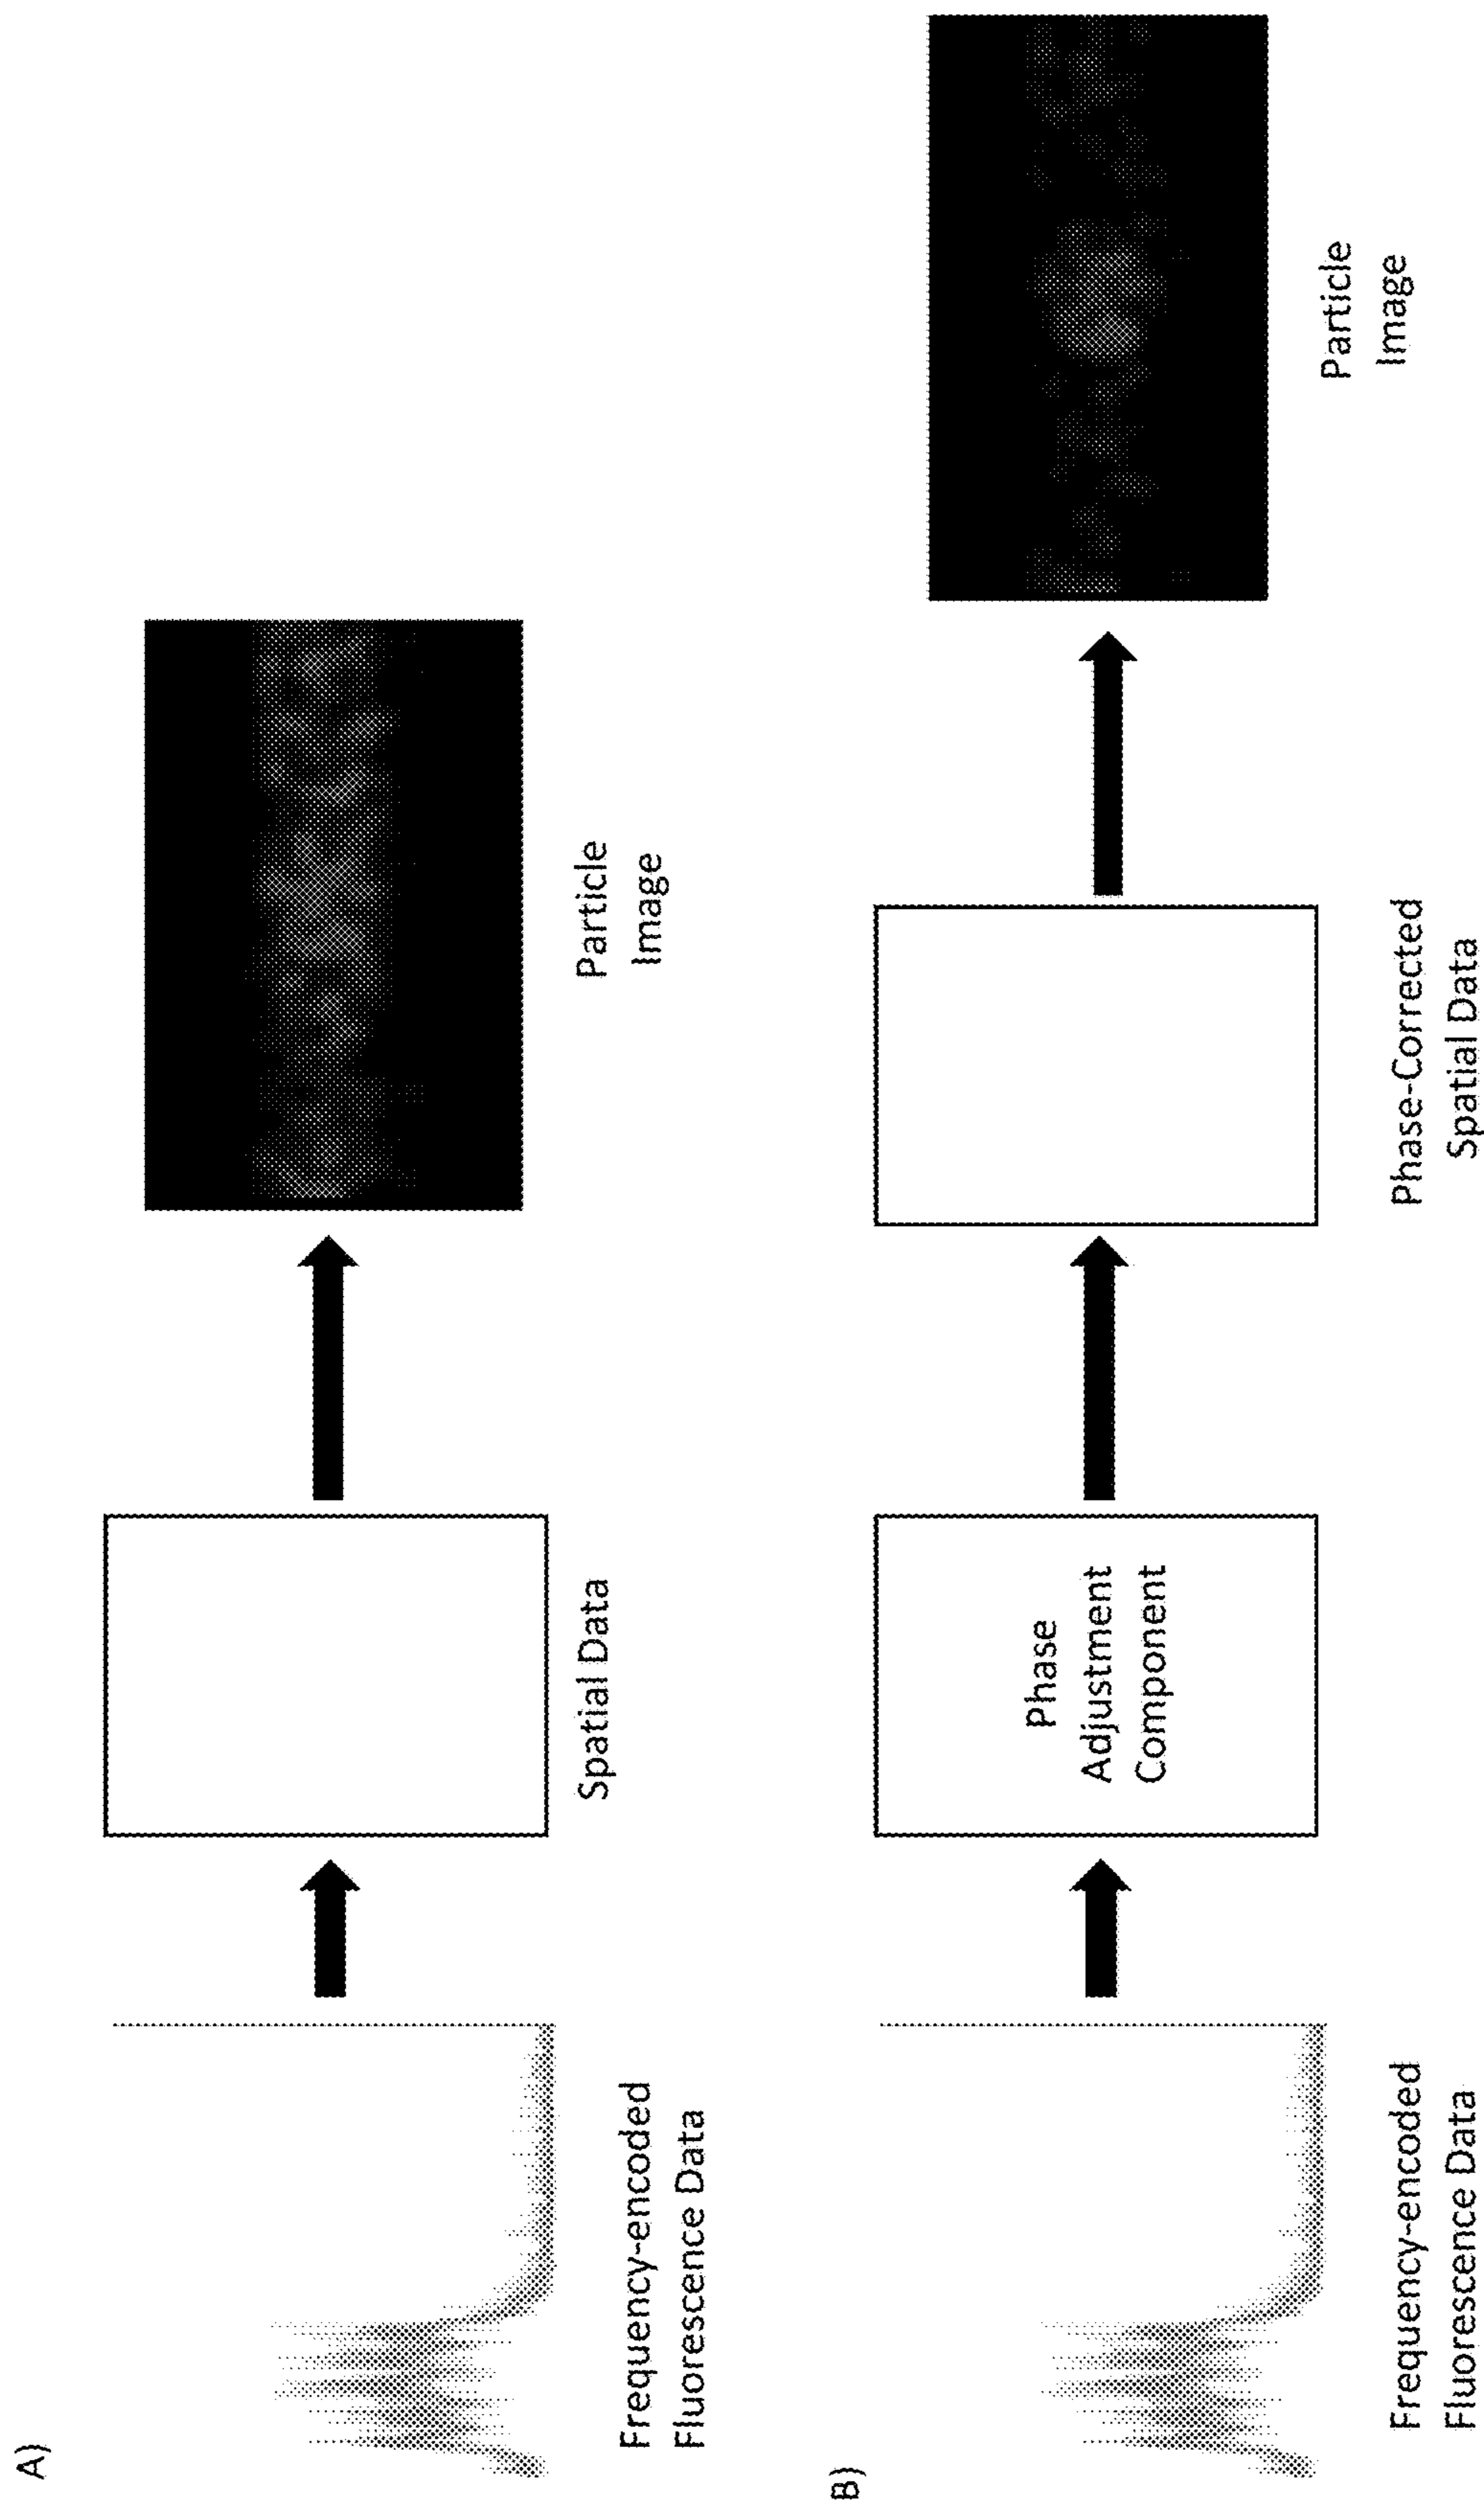 A)
Frequency-encoded
Fluorescence Data
Spatial Data
Particle
Image
B)
Frequency-encoded
Fluorescence Data
Phase
Adjustment
Component
Phase-Corrected
Spatial Data
Particle
Image